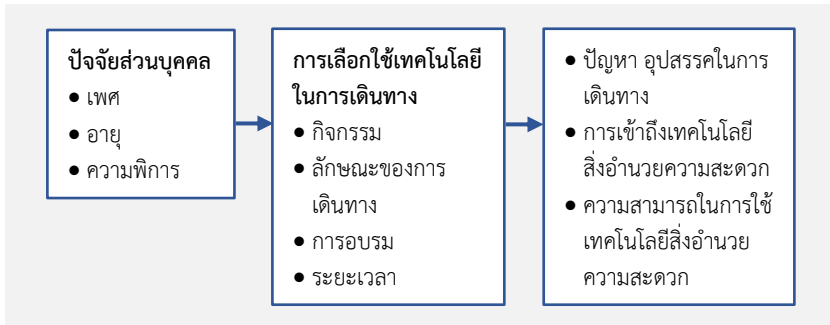 ปัจจัยส่วนบุคคล
● เพศ
● อายุ
● ความพิการ
การเลือกใช้เทคโนโลยี
ในการเดินทาง
● กิจกรรม
● ลักษณะของการ
เดินทาง
● การอบรม
● ระยะเวลา
● ปัญหา อุปสรรคในการ
เดินทาง
● การเข้าถึงเทคโนโลยี
สิ่งอำนวยความสะดวก
● ความสามารถในการใช้
เทคโนโลยีสิ่งอำนวย
ความสะดวก